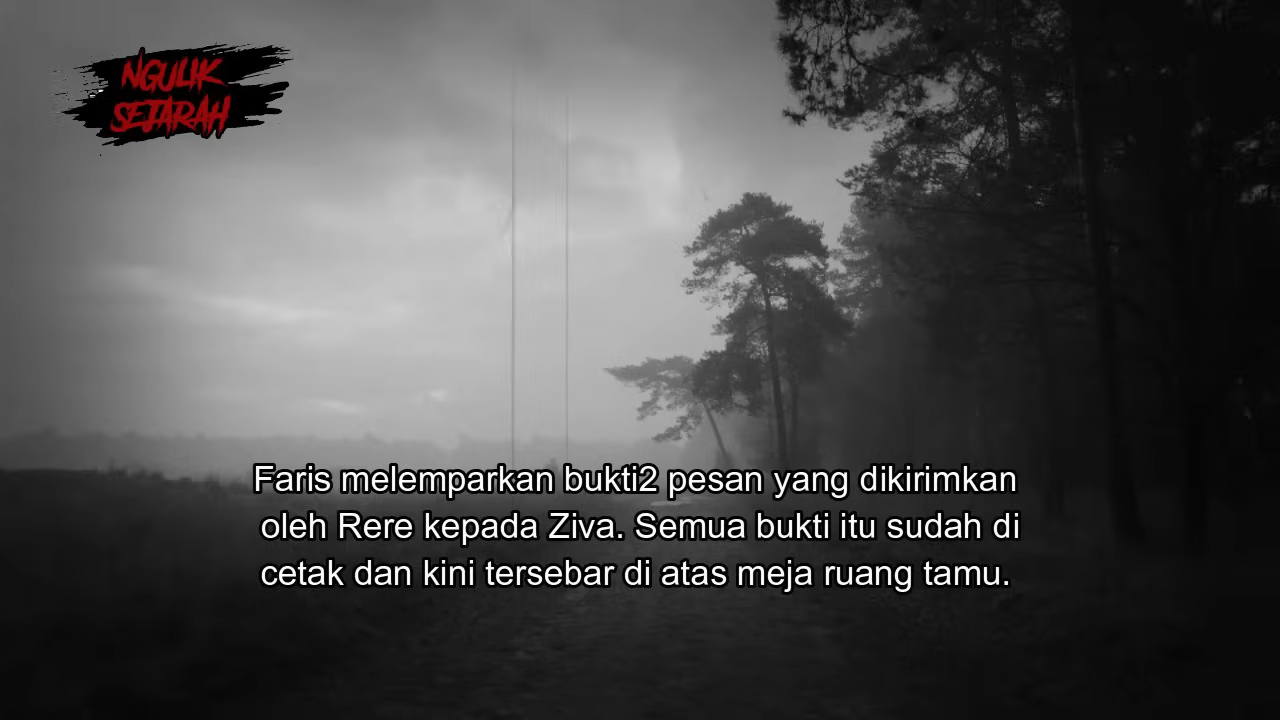 NGULIK
SEJARAH
Faris melemparkan bukti2 pesan yang dikirimkan
oleh Rere kepada Ziva. Semua bukti itu sudah di
cetak dan kini tersebar di atas meja ruang tamu.